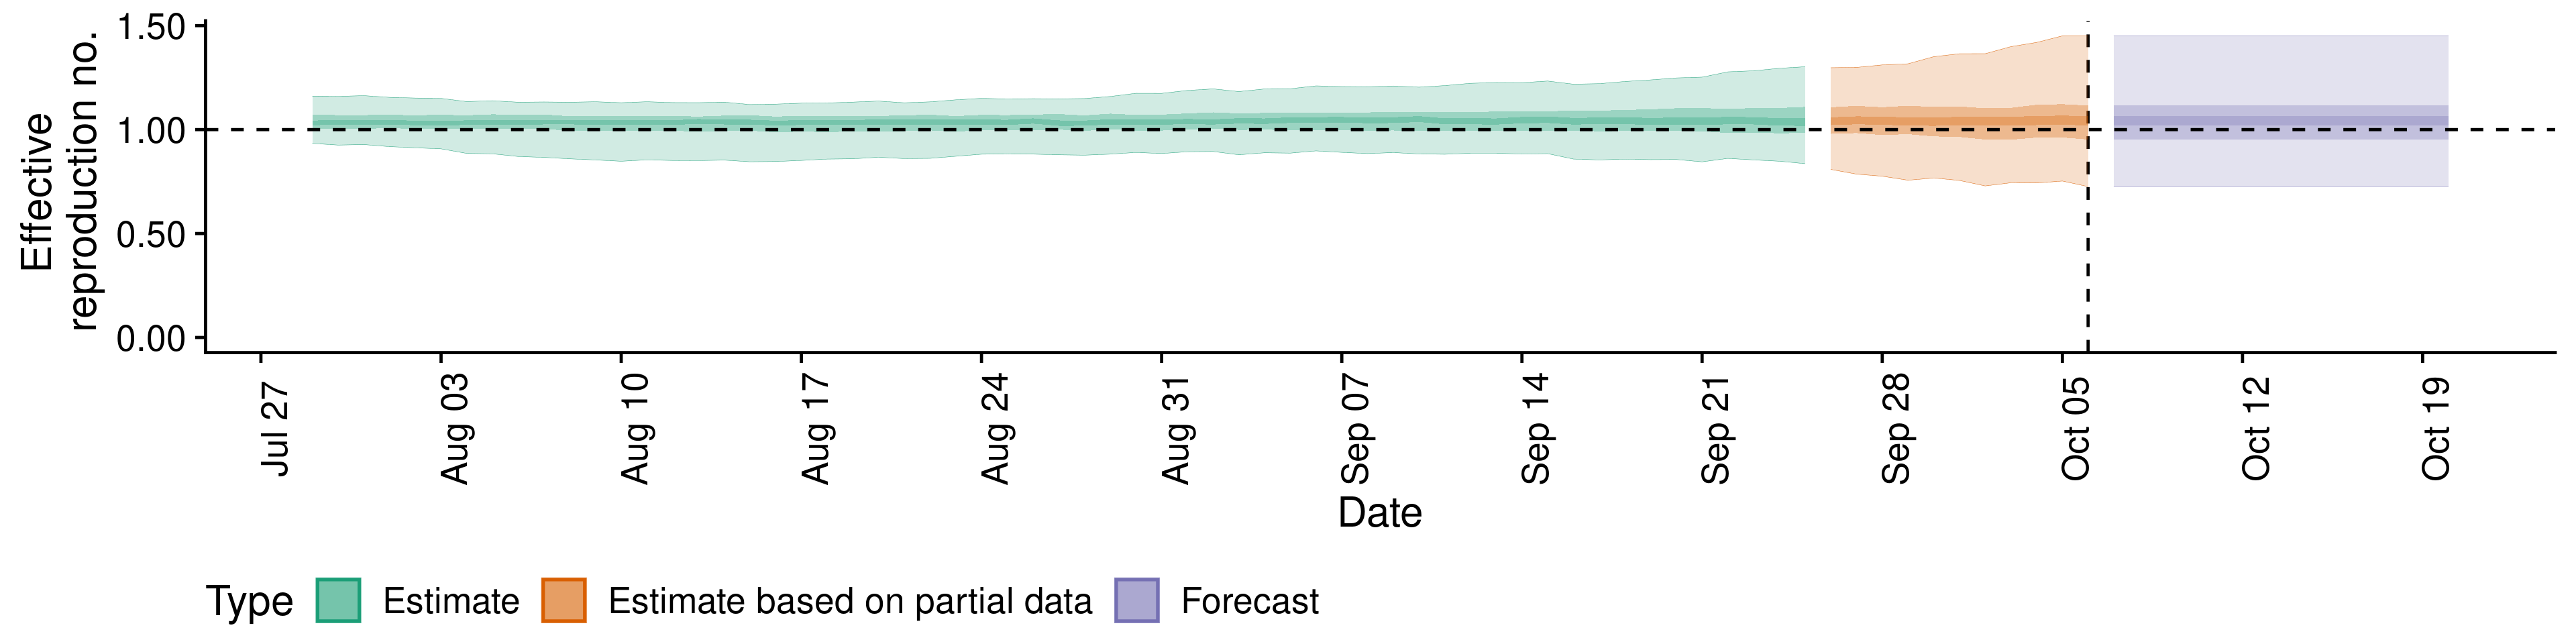 Effective
reproduction no.
1.50
1.00
0.50
0.00
Jul 27
Aug 03
Aug 10
Aug 17
Aug 24
Aug 31
Sep 07
Sep 14
Sep 21
Sep 28
Oct 05
Oct 12
Oct 19
Date
Type Estimate Estimate based on partial data Forecast